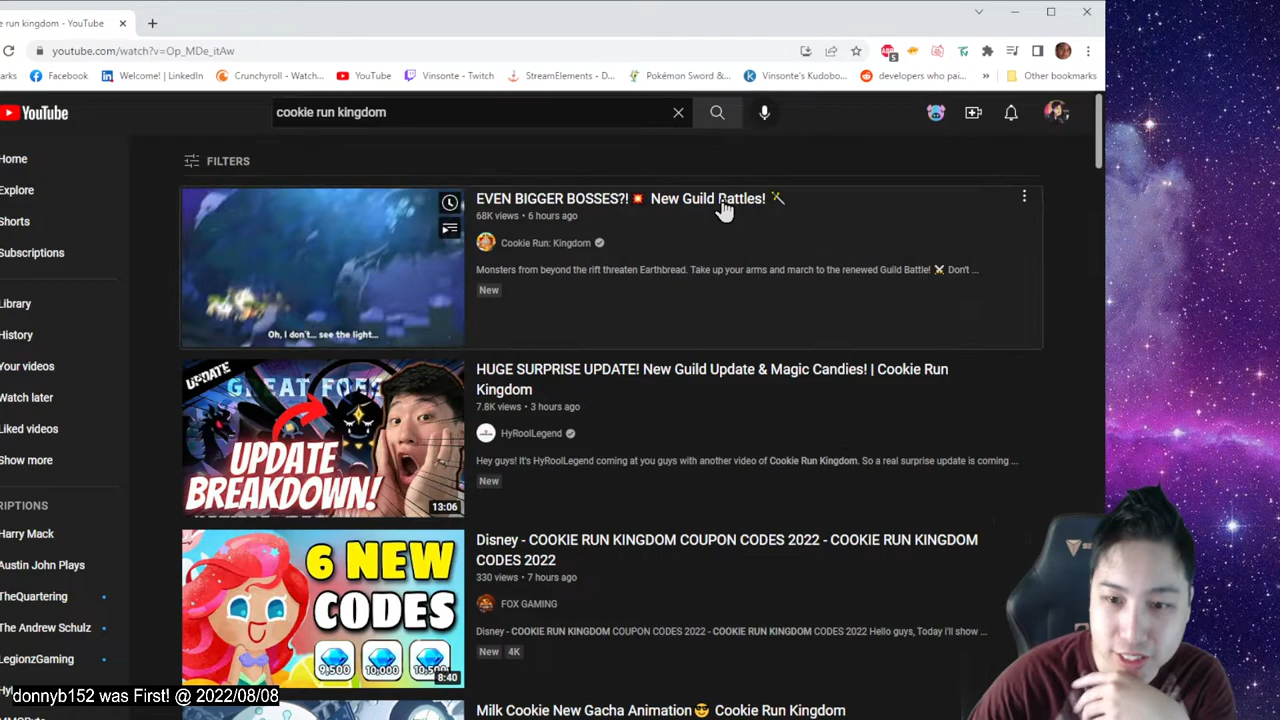 e run kingdom - YouTube
youtube.com/watch?v=Op_MDe_itAw
5
arks
Facebook
Welcome! | LinkedIn
Crunchyroll - Watch...
YouTube
Vinsonte - Twitch
StreamElements - D...
Pokémon Sword &...
Vinsonte's Kudobo...
developers who pai...
»
Other bookmarks
YouTube
cookie run kingdom
Home
Explore
Shorts
Subscriptions
Library
History
Your videos
Watch later
Liked videos
Show more
RIPTIONS
Harry Mack
Austin John Plays
TheQuartering
The Andrew Schulz
LegionzGaming
FILTERS
Oh, I don't... see the light...
EVEN BIGGER BOSSES?!💥 New Guild Battles!
68K views • 6 hours ago
Cookie Run: Kingdom
Monsters from beyond the rift threaten Earthbread. Take up your arms and march to the renewed Guild Battle! ⚔ Don't ...
New
UPDATE
GREAT FOES
UPDATE
BREAKDOWN!
13:06
HUGE SURPRISE UPDATE! New Guild Update & Magic Candies! | Cookie Run
Kingdom
7.8K views • 3 hours ago
HyRoolLegend
Hey guys! It's HyRoolLegend coming at you guys with another video of Cookie Run Kingdom. So a real surprise update is coming ...
New
6 NEW
CODES
9,500
10,000
10,500
8:40
Disney - COOKIE RUN KINGDOM COUPON CODES 2022 - COOKIE RUN KINGDOM
CODES 2022
330 views • 7 hours ago
FOX GAMING
Disney - COOKIE RUN KINGDOM COUPON CODES 2022 - COOKIE RUN KINGDOM CODES 2022 Hello guys, Today i'll show ...
New
4K
donnyb152 was First! @ 2022/08/08
Milk Cookie New Gacha Animation😎 Cookie Run Kingdom